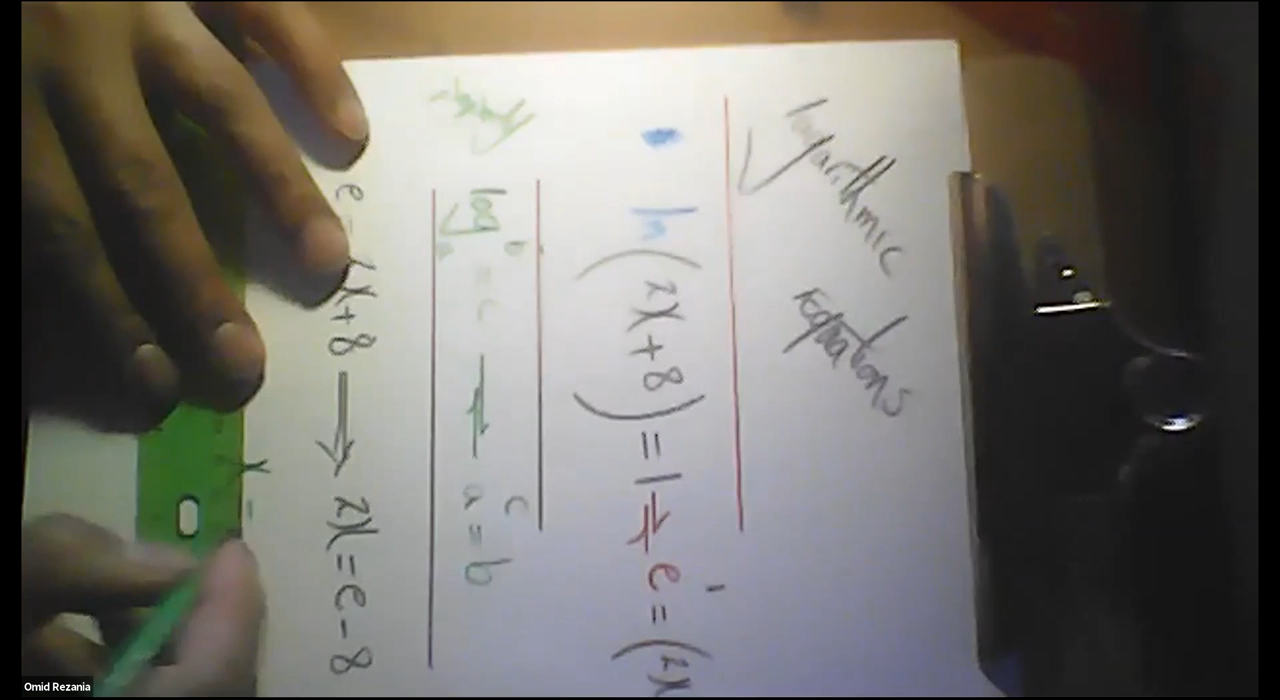 logarithmic equations
• ln(2x+8) = 1 → e¹ = (2x
log_a b = c → a^c = b
e = 2x+8 → 2x = e - 8
x =
Omid Rezania